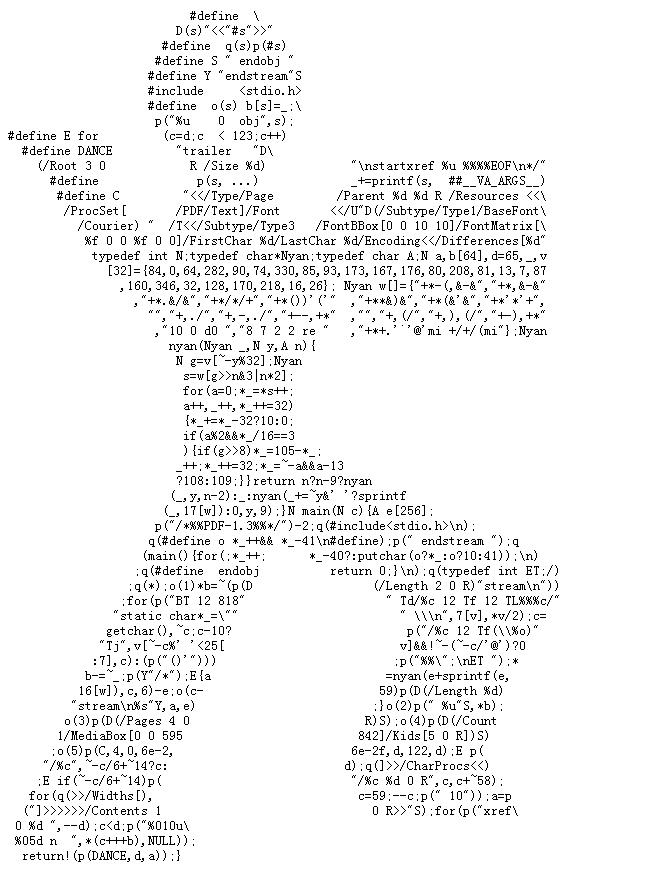 #define \
D(s)"<<"#s">>"
#define q(s)p(#s)
#define S " endobj "
#define Y "endstream"S
#include <stdio.h>
#define o(s) b[s]=_;\
p("%u 0 obj",s);
#define E for (c=d;c < 123;c++)
#define DANCE "trailer "D\
(/Root 3 0 R /Size %d) "\nstartxref %u %%%%EOF\n*/"
#define p(s, ...) _+=printf(s, ##__VA_ARGS__)
#define C "<</Type/Page /Parent %d %d R /Resources <<\
/ProcSet[ /PDF/Text]/Font <</U"D(/Subtype/Type1/BaseFont\
/Courier) " /T<</Subtype/Type3 /FontBBox[0 0 10 10]/FontMatrix[\
%f 0 0 %f 0 0]/FirstChar %d/LastChar %d/Encoding<</Differences[%d"
typedef int N;typedef char*Nyan;typedef char A;N a,b[64],d=65,_,v
[32]={84,0,64,282,90,74,330,85,93,173,167,176,80,208,81,13,7,87
,160,346,32,128,170,218,16,26}; Nyan w[]={"+*-(,&-&","+*,&-&"
,"+*.&/&","+*/*/+","+*())'('" ,"+**&)&","+*(&'&","+*'*'+",
"","+,./","+,-,./","+--,+*" ,"","+,(/","+,),(/","+-),+*"
,"10 0 d0 ","8 7 2 2 re " ,"+*+.'`'@'mi +/+/(mi"};Nyan
nyan(Nyan _,N y,A n){
N g=v[~-y%32];Nyan
s=w[g>>n&3|n*2];
for(a=0;*_=*s++;
a++,_++,*_++=32)
{*_+=*_-32?10:0;
if(a%2&&*_/16==3
){if(g>>8)*_=105-*_;
_++;*_++=32;*_=~-a&&a-13
?108:109;}}return n?n-9?nyan
(_,y,n-2):_:nyan(_+=~y&' '?sprintf
(_,17[w]):0,y,9);}N main(N c){A e[256];
p("/*%%PDF-1.3%%*/")-2;q(#include<stdio.h>\n);
q(#define o *_++&& *_-41\n#define);p(" endstream ");q
(main(){for(;*_++; *_-40?:putchar(o?*_:o?10:41));\n)
;q(#define endobj return 0;}\n);q(typedef int ET;/)
;q(*);o(1)*b=~(p(D (/Length 2 0 R)"stream\n"))
;for(p("BT 12 818" " Td/%c 12 Tf 12 TL%%%c/"
"static char*_=\"" " \\\n",7[v],*v/2);c=
getchar(),~c;c-10? p("/%c 12 Tf(\\%o)"
"Tj",v[~-c%' '<25[ v]&&!~-(~-c/'@')?0
:7],c):(p("()'"))) ;p("%%\";\nET ");*
b-=~_;p(Y"/*");E{a =nyan(e+sprintf(e,
16[w]),c,6)-e;o(c- 59)p(D(/Length %d)
"stream\n%s"Y,a,e) ;}o(2)p(" %u"S,*b);
o(3)p(D(/Pages 4 0 R)S);o(4)p(D(/Count
1/MediaBox[0 0 595 842]/Kids[5 0 R])S)
;o(5)p(C,4,0,6e-2, 6e-2f,d,122,d);E p(
"/%c",~-c/6+~14?c: d);q(]>>/CharProcs<<)
;E if(~-c/6+~14)p( "/%c %d 0 R",c,c+~58);
for(q(>>/Widths[), c=59;--c;p(" 10"));a=p
("]>>>>>>/Contents 1 0 R>>"S);for(p("xref\
0 %d ",--d);c<d;p("%010u\
%05d n ",*(c+++b),NULL));
return!(p(DANCE,d,a));}